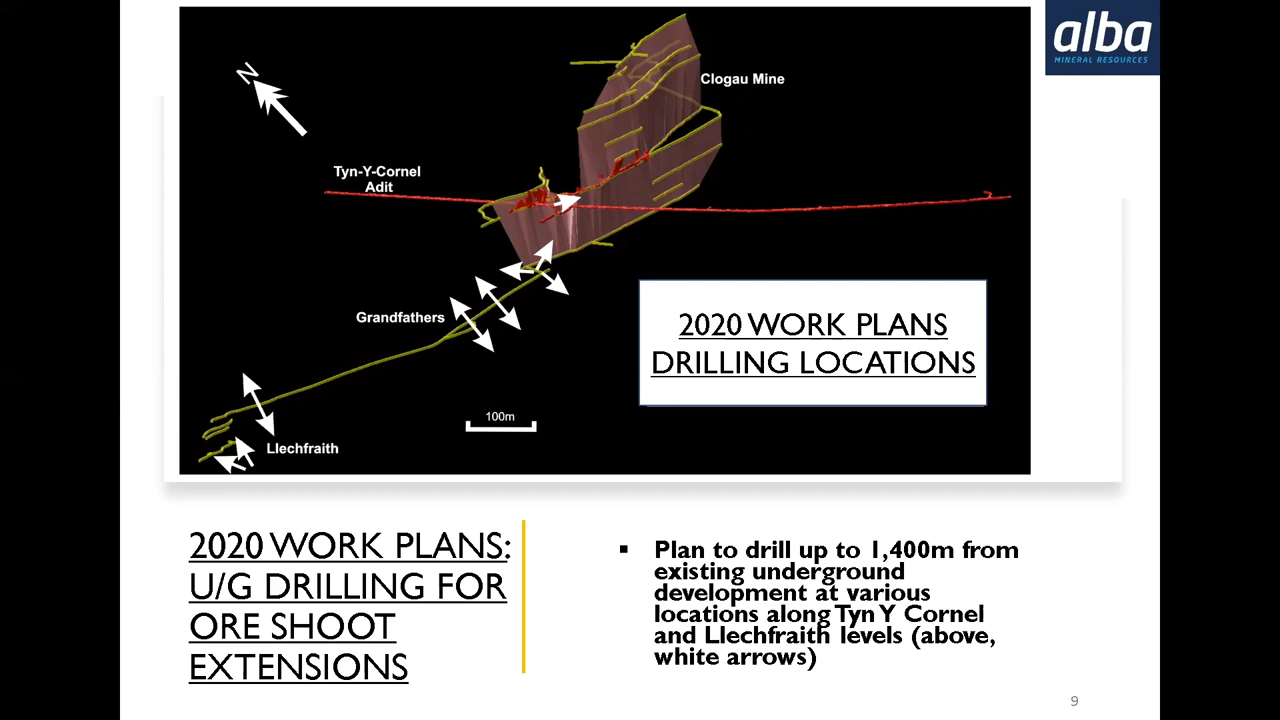 alba
MINERAL RESOURCES
N
Clogau Mine
Tyn-Y-Cornel
Adit
Grandfathers
2020 WORK PLANS
DRILLING LOCATIONS
100m
Llechfraith
2020 WORK PLANS:
U/G DRILLING FOR
ORE SHOOT
EXTENSIONS
▪ Plan to drill up to 1,400m from
existing underground
development at various
locations along Tyn Y Cornel
and Llechfraith levels (above,
white arrows)
9